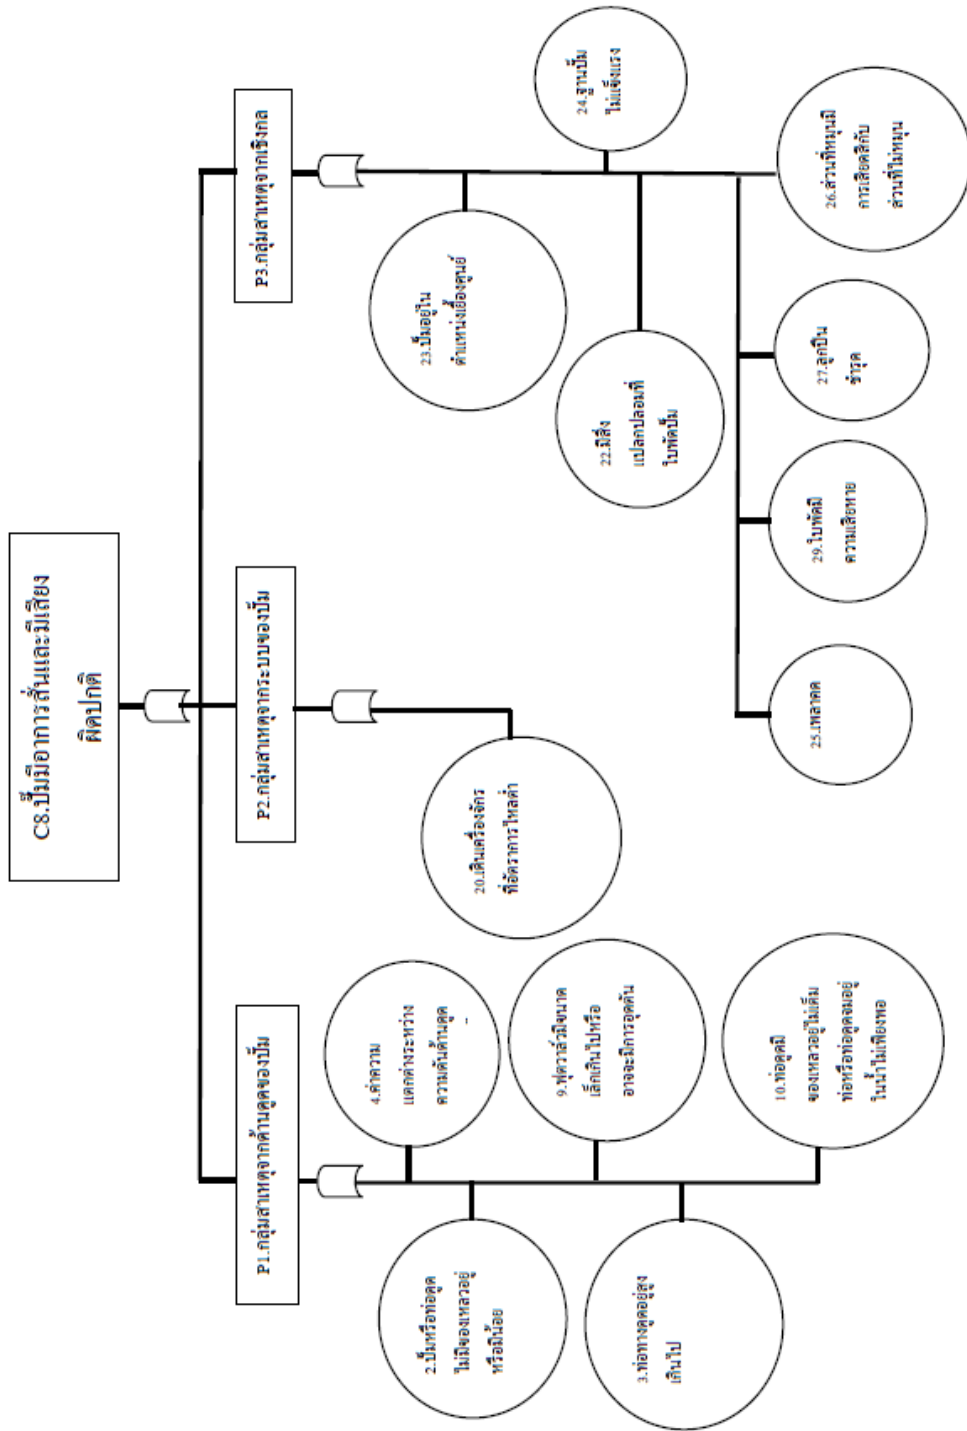 C8.ปั๊มมีอาการสั่นและมีเสียง
ผิดปกติ
P1.กลุ่มสาเหตุจากด้านดูดของปั๊ม
P2.กลุ่มสาเหตุจากระบบของปั๊ม
P3.กลุ่มสาเหตุจากเชิงกล
4.ค่าความ
แตกต่างระหว่าง
ความดันด้านดูด
2.ปั๊มหรือท่อดูด
ไม่มีของเหลวอยู่
หรือมีน้อย
9.ฟุตวาล์วมีขนาด
เล็กเกินไปหรือ
อาจจะมีการอุดตัน
3.ท่อทางดูดอยู่สูง
เกินไป
10.ท่อดูดมี
ของเหลวอยู่ไม่เต็ม
ท่อหรือท่อดูดจมอยู่
ในน้ำไม่เพียงพอ
20.เดินเครื่องจักร
ที่อัตราการไหลต่ำ
23.ปั๊มอยู่ใน
ตำแหน่งเยื้องศูนย์
24.ฐานปั๊ม
ไม่แข็งแรง
22.มีสิ่ง
แปลกปลอมที่
ใบพัดปั๊ม
25.เพลาคด
29.ใบพัดมี
ความเสียหาย
27.ลูกปืน
ชำรุด
26.ส่วนที่หมุนมี
การเสียดสีกับ
ส่วนที่ไม่หมุน